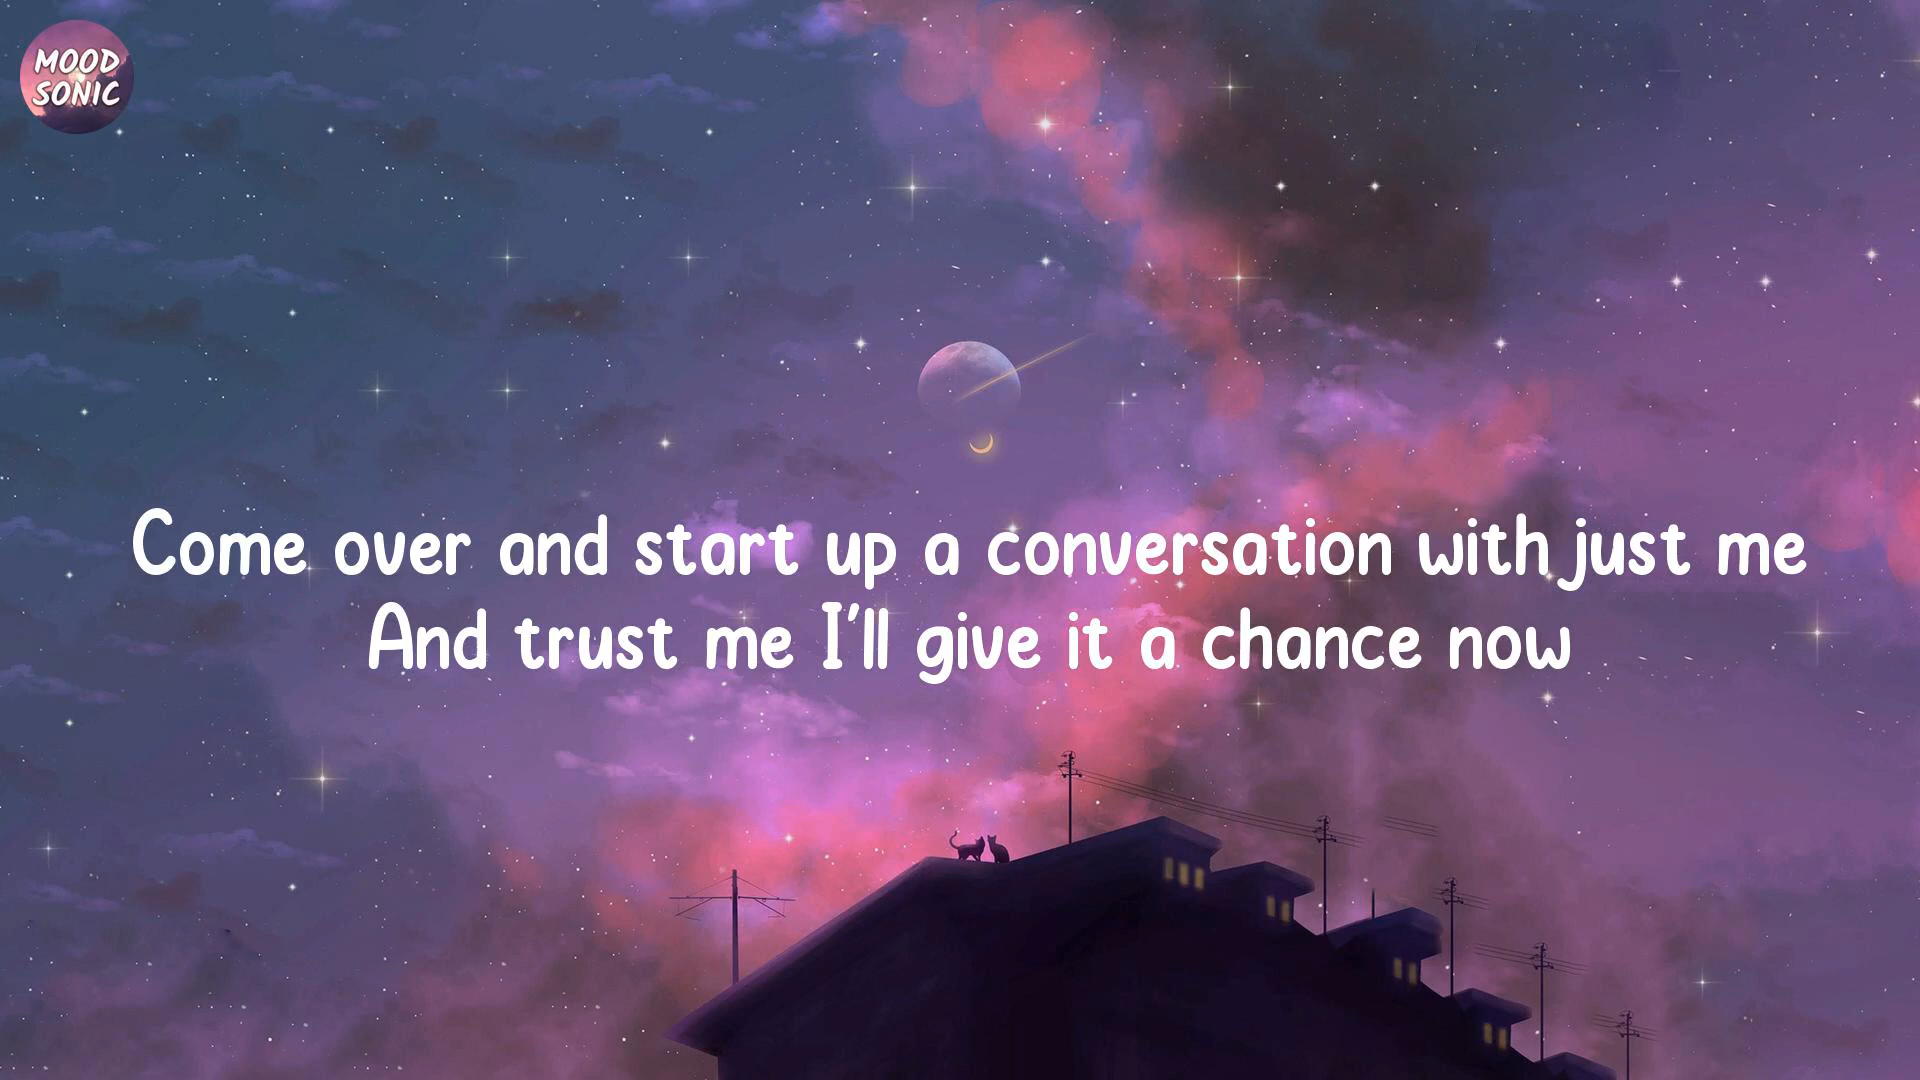 MOOD
SONIC
Come over and start up a conversation with just me
And trust me I'll give it a chance now